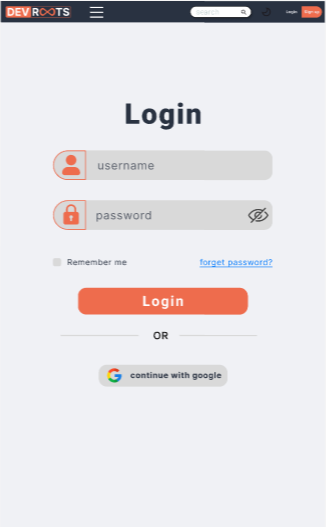 DEV ROOTS
search
Login
Sign up
Login
username
password
Remember me
forget password?
Login
OR
continue with google